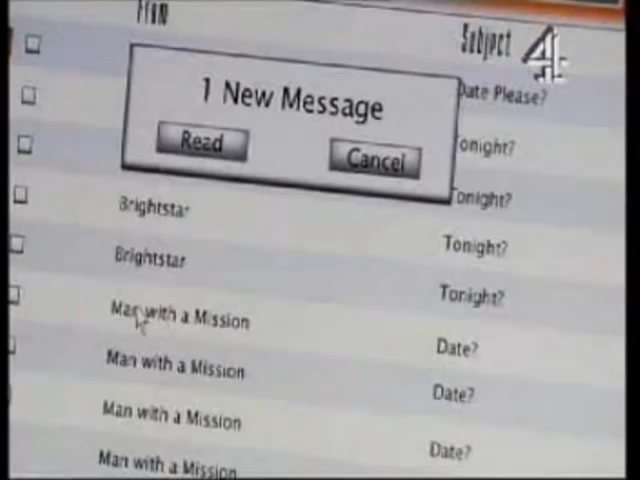 From Subject
4
1 New Message
Read Cancel
Date Please?
Tonight?
Tonight?
Brightstar Tonight?
Brightstar Tonight?
Man with a Mission Date?
Man with a Mission Date?
Man with a Mission Date?
Man with a Mission